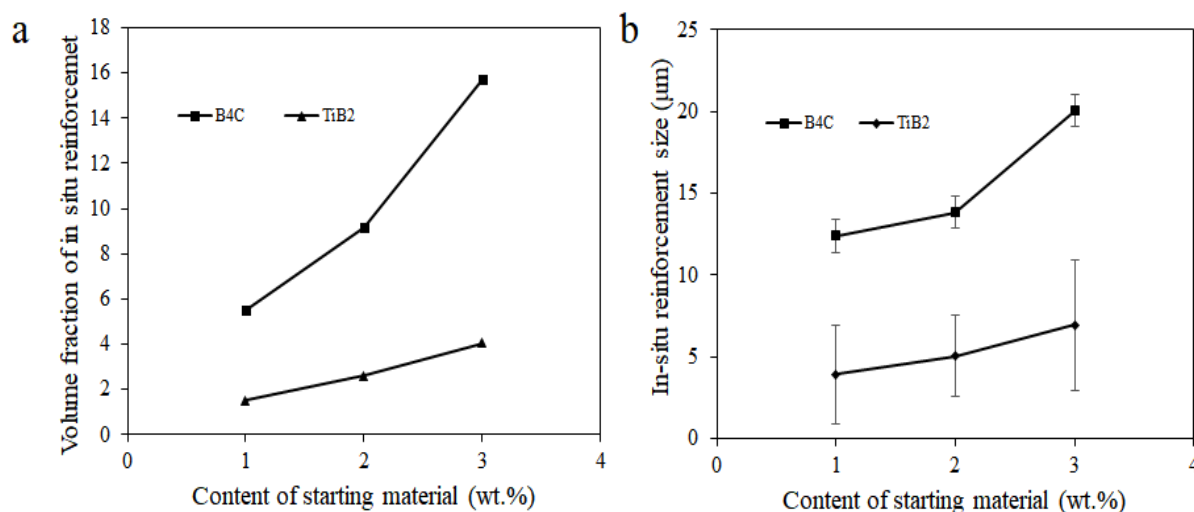 a
Volume fraction of in situ reinforcemet
18
16
14
12
10
8
6
4
2
0
B4C
TiB2
0 1 2 3 4
Content of starting material (wt.%)
b
In-situ reinforcement size (µm)
25
20
15
10
5
0
B4C
TiB2
0 1 2 3 4
Content of starting material (wt.%)